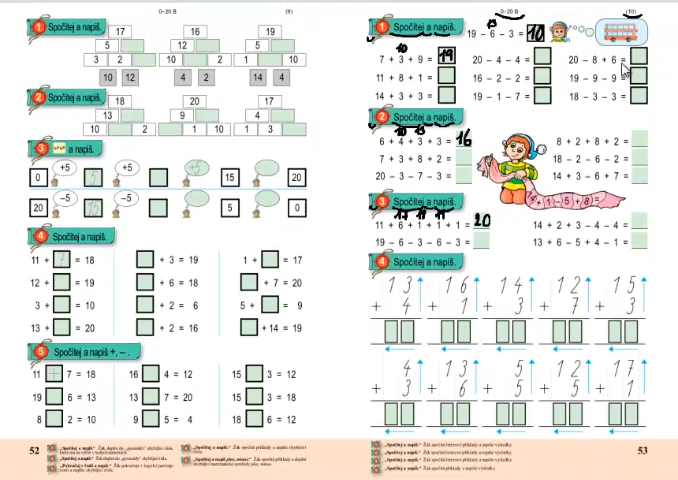 0–20 B (9)
1 Spočítej a napiš.
17 16 19
5 12 5
3 2 10 2 1 10
10 12 4 2 14 4
2 Spočítej a napiš.
18 20 17
13 9 4
10 2 1 10 1 3
3 a napiš.
+5 +5 +5
0 5 15 20
–5 –5
20 15 5 0
4 Spočítej a napiš.
11 + 7 = 18 + 3 = 19 1 + = 17
12 + = 19 + 6 = 18 + 7 = 20
3 + = 10 + 2 = 6 5 + = 9
13 + = 20 + 2 = 16 + 14 = 19
5 Spočítej a napiš +, – .
11 + 7 = 18 16 4 = 12 15 3 = 12
19 6 = 13 13 7 = 20 15 3 = 18
8 2 = 10 9 5 = 4 18 6 = 12
52
0–20 B (10)
1 Spočítej a napiš.
13
19 – 6 – 3 = 10
10
7 + 3 + 9 = 19 20 – 4 – 4 = 20 – 8 + 6 =
11 + 8 + 1 = 16 – 2 – 2 = 19 – 9 – 9 =
16 – 4 – 2 = 19 – 1 – 7 = 18 – 3 – 3 =
2 Spočítej a napiš.
10 13
6 + 4 + 3 + 3 = 16 8 + 2 + 8 + 2 =
7 + 3 + 8 + 2 = 18 – 2 – 6 – 2 =
20 – 3 – 7 – 3 = 14 + 3 – 6 + 7 =
+ 1 – 5 + 8 =
3 Spočítej a napiš.
11 + 6 + 1 + 1 + 1 = 20 14 + 2 + 3 – 4 – 4 =
19 – 6 – 3 – 6 – 3 = 13 + 6 – 5 + 4 – 1 =
4 Spočítej a napiš.
13 16 14 12 15
+ 4 + 1 + 3 + 7 + 3
4 13 5 12 17
+ 3 + 6 + 5 + 5 + 1
53